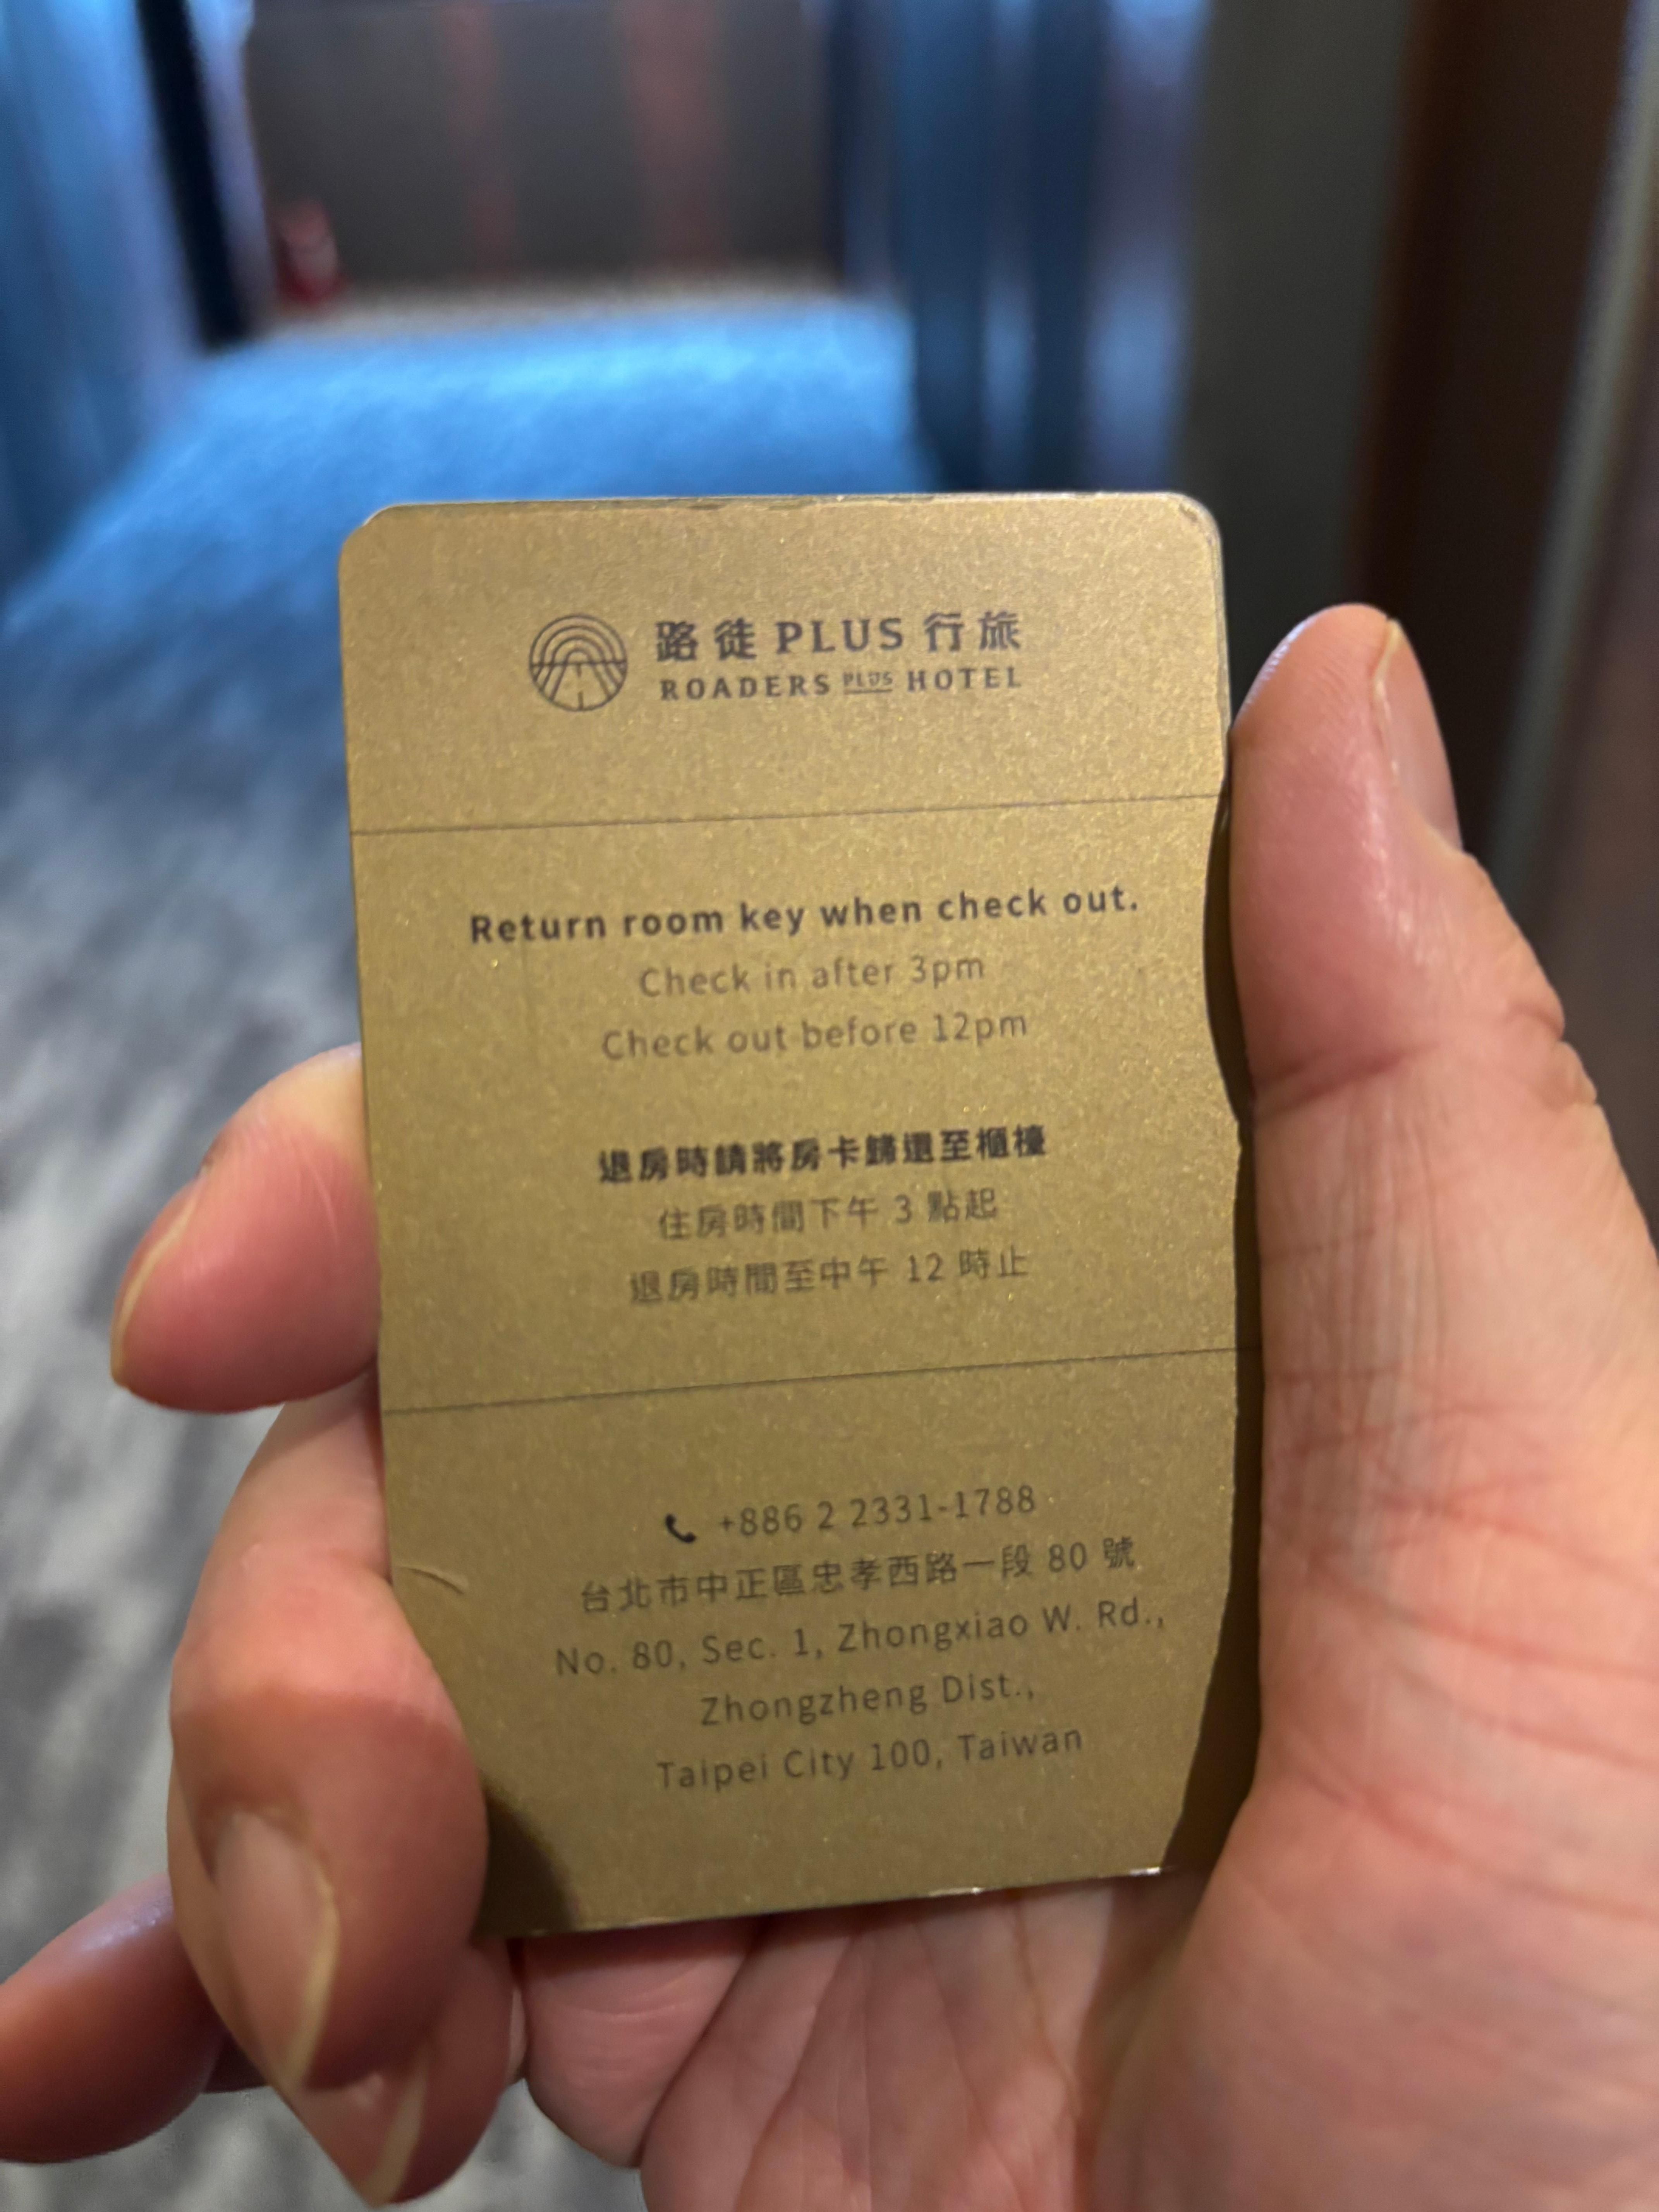 路徒 PLUS 行旅
ROADERS PLUS HOTEL
Return room key when check out.
Check in after 3pm
Check out before 12pm
退房時請將房卡歸還至櫃檯
住房時間下午 3 點起
退房時間至中午 12 時止
+886 2 2331-1788
台北市中正區忠孝西路一段 80 號
No. 80, Sec. 1, Zhongxiao W. Rd.,
Zhongzheng Dist.,
Taipei City 100, Taiwan